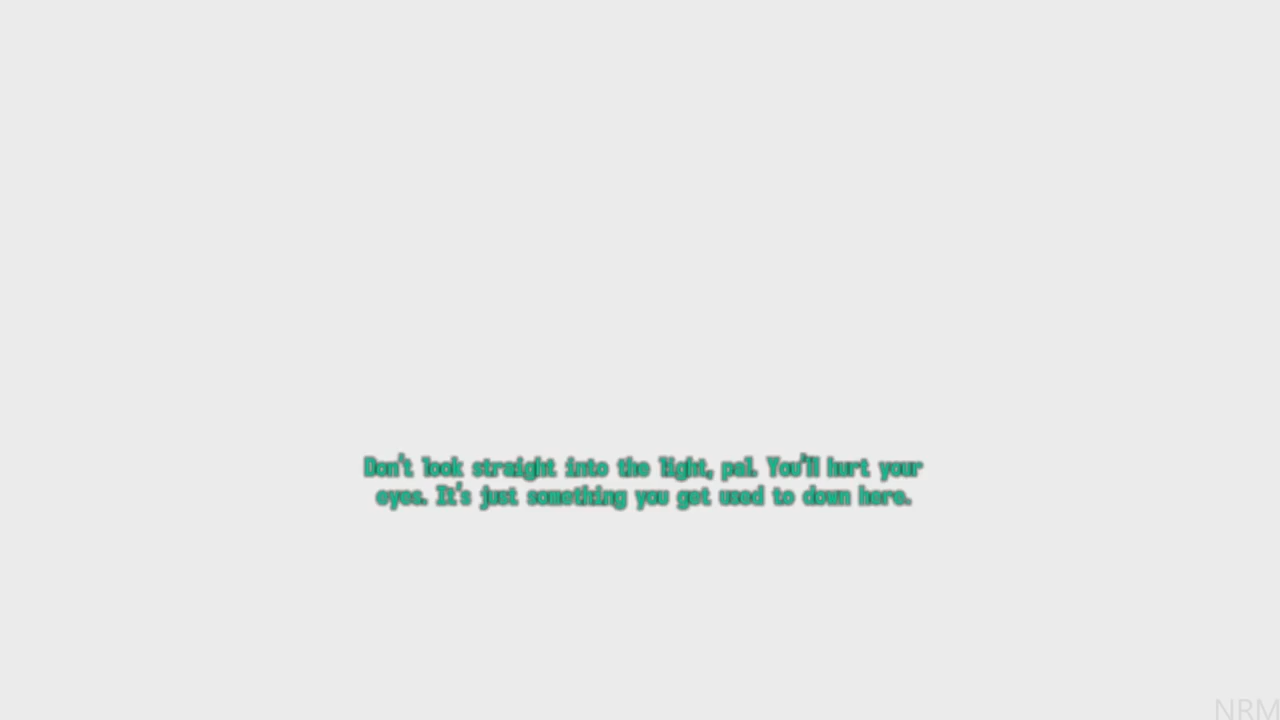 Don't look straight into the light, pal. You'll hurt your
eyes. It's just something you get used to down here.
NRM